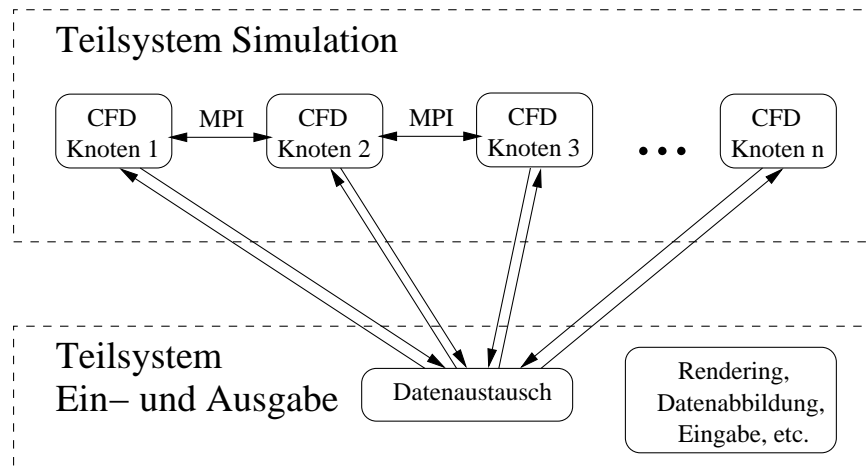 Teilsystem Simulation
CFD
Knoten 1
MPI
CFD
Knoten 2
MPI
CFD
Knoten 3
CFD
Knoten n
Teilsystem
Ein– und Ausgabe
Datenaustausch
Rendering,
Datenabbildung,
Eingabe, etc.